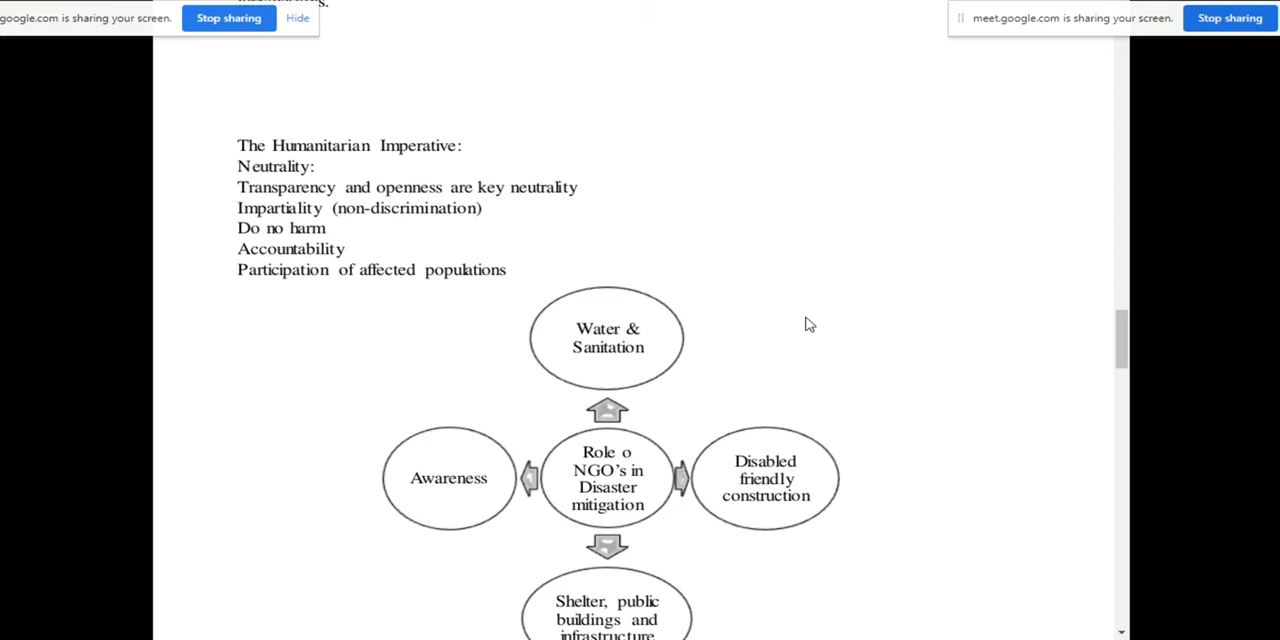 google.com is sharing your screen. Stop sharing Hide
meet.google.com is sharing your screen. Stop sharing
The Humanitarian Imperative:
Neutrality:
Transparency and openness are key neutrality
Impartiality (non-discrimination)
Do no harm
Accountability
Participation of affected populations
Water &
Sanitation
Awareness
Role o
NGO's in
Disaster
mitigation
Disabled
friendly
construction
Shelter, public
buildings and
infrastructure